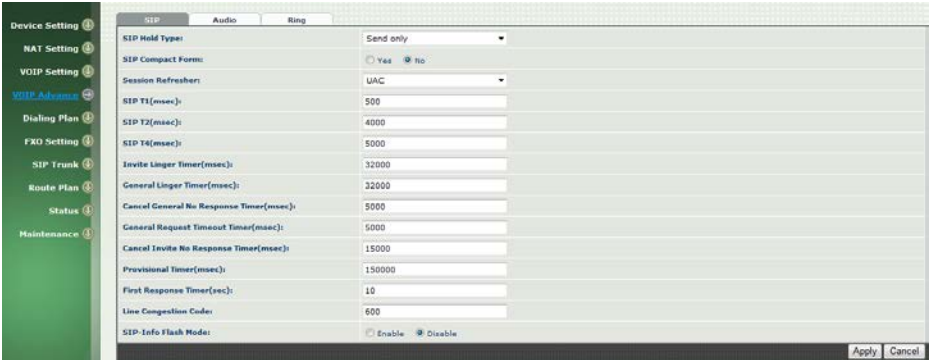 Device Setting
NAT Setting
VOIP Setting
VOIP Advance
Dialing Plan
FXO Setting
SIP Trunk
Route Plan
Status
Maintenance
SIP Audio Ring
SIP Hold Type: Send only
SIP Compact Form: Yes No
Session Refresher: UAC
SIP T1(msec): 500
SIP T2(msec): 4000
SIP T4(msec): 5000
Invite Linger Timer(msec): 32000
General Linger Timer(msec): 32000
Cancel General No Response Timer(msec): 5000
General Request Timeout Timer(msec): 5000
Cancel Invite No Response Timer(msec): 15000
Provisional Timer(msec): 150000
First Response Timer(sec): 10
Line Congestion Code: 600
SIP-Info Flash Mode: Enable Disable
Apply Cancel